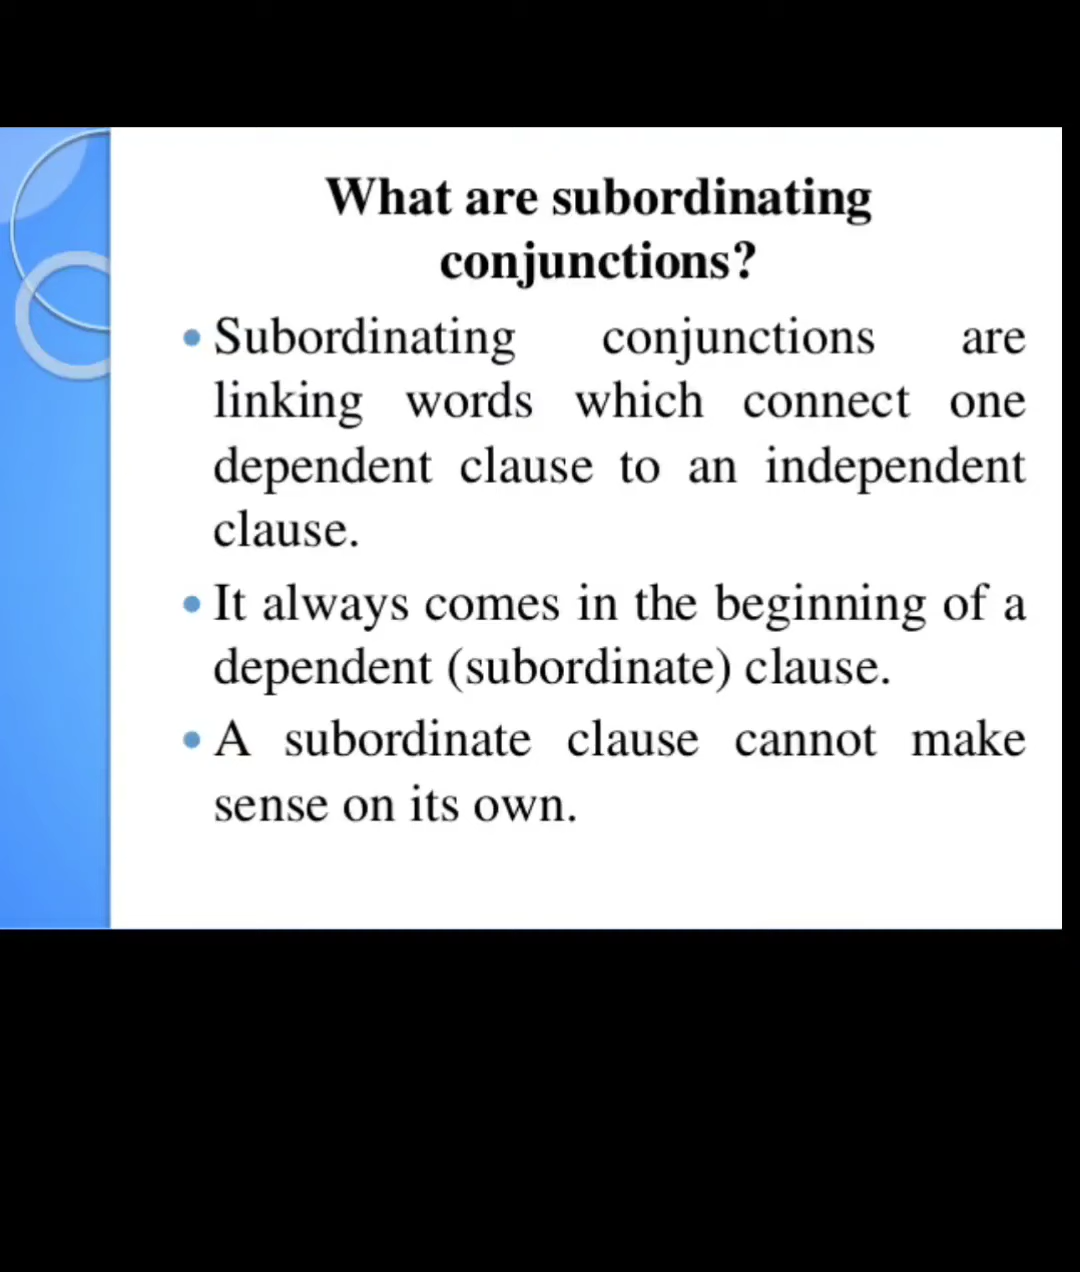 What are subordinating
conjunctions?
• Subordinating conjunctions are
linking words which connect one
dependent clause to an independent
clause.
• It always comes in the beginning of a
dependent (subordinate) clause.
• A subordinate clause cannot make
sense on its own.